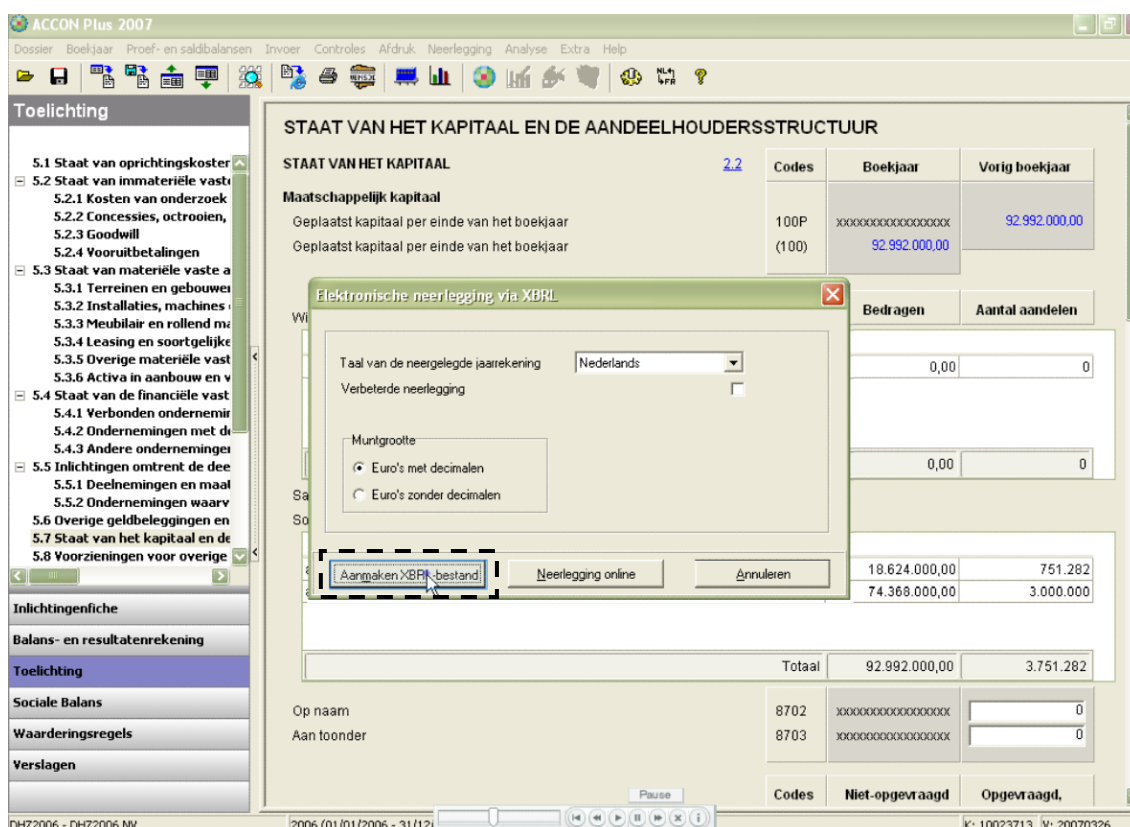 ACCON Plus 2007
Dossier Boekjaar Proef- en saldibalansen Invoer Controles Afdruk Neerlegging Analyse Extra Help
Toelichting
5.1 Staat van oprichtingskoster
5.2 Staat van immateriële vaste
5.2.1 Kosten van onderzoek
5.2.2 Concessies, octrooien,
5.2.3 Goodwill
5.2.4 Vooruitbetalingen
5.3 Staat van materiële vaste a
5.3.1 Terreinen en gebouwen
5.3.2 Installaties, machines
5.3.3 Meubilair en rollend ma
5.3.4 Leasing en soortgelijke
5.3.5 Overige materiële vast
5.3.6 Activa in aanbouw en v
5.4 Staat van de financiële vast
5.4.1 Verbonden ondernemin
5.4.2 Ondernemingen met de
5.4.3 Andere ondernemingen
5.5 Inlichtingen omtrent de dee
5.5.1 Deelnemingen en maat
5.5.2 Ondernemingen waarv
5.6 Overige geldbeleggingen en
5.7 Staat van het kapitaal en de
5.8 Voorzieningen voor overige
Inlichtingenfiche
Balans- en resultatenrekening
Toelichting
Sociale Balans
Waarderingsregels
Verslagen
STAAT VAN HET KAPITAAL EN DE AANDEELHOUDERSSTRUCTUUR
STAAT VAN HET KAPITAAL 2.2 Codes Boekjaar Vorig boekjaar
Maatschappelijk kapitaal
Geplaatst kapitaal per einde van het boekjaar 100P xxxxxxxxxxxxxxxxx 92.992.000,00
Geplaatst kapitaal per einde van het boekjaar (100) 92.992.000,00
Bedragen Aantal aandelen
Wi
0,00 0
0,00 0
Sa
So
Elektronische neerlegging via XBRL
Taal van de neergelegde jaarrekening Nederlands
Verbeterde neerlegging
Muntgrootte
Euro's met decimalen
Euro's zonder decimalen
Aanmaken XBRL-bestand Neerlegging online Annuleren
18.624.000,00 751.282
74.368.000,00 3.000.000
Totaal 92.992.000,00 3.751.282
Op naam 8702 xxxxxxxxxxxxxxxxx 0
Aan toonder 8703 xxxxxxxxxxxxxxxxx 0
Codes Niet-opgevraagd Opgevraagd,
Pause
DHZ2006 - DHZ2006 NV 2006 (01/01/2006 - 31/12/ K: 10023713 V: 20070326